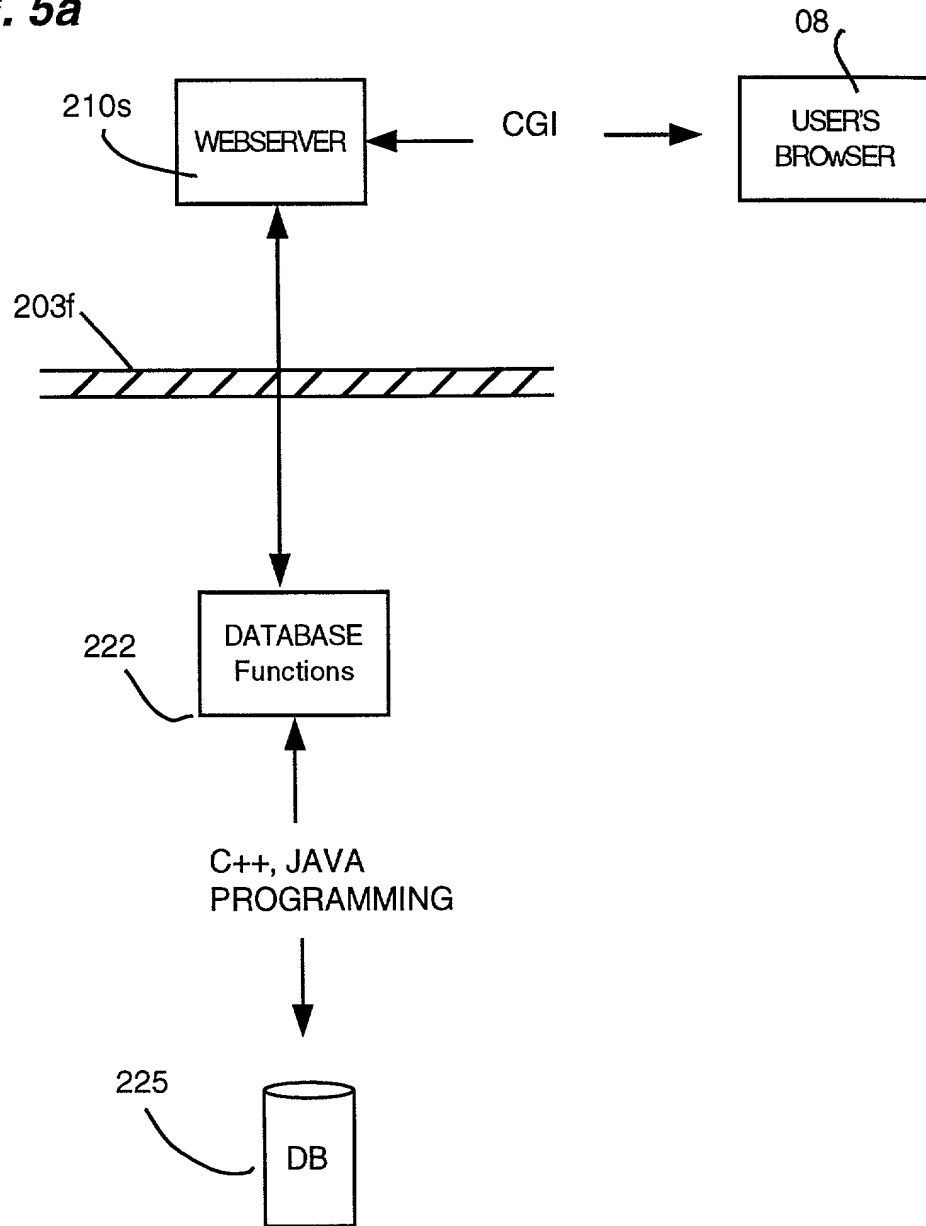 . 5a
08
210s
WEBSERVER
CGI
USER'S
BROwSER
203f
DATABASE
Functions
222
C++, JAVA
PROGRAMMING
225
DB